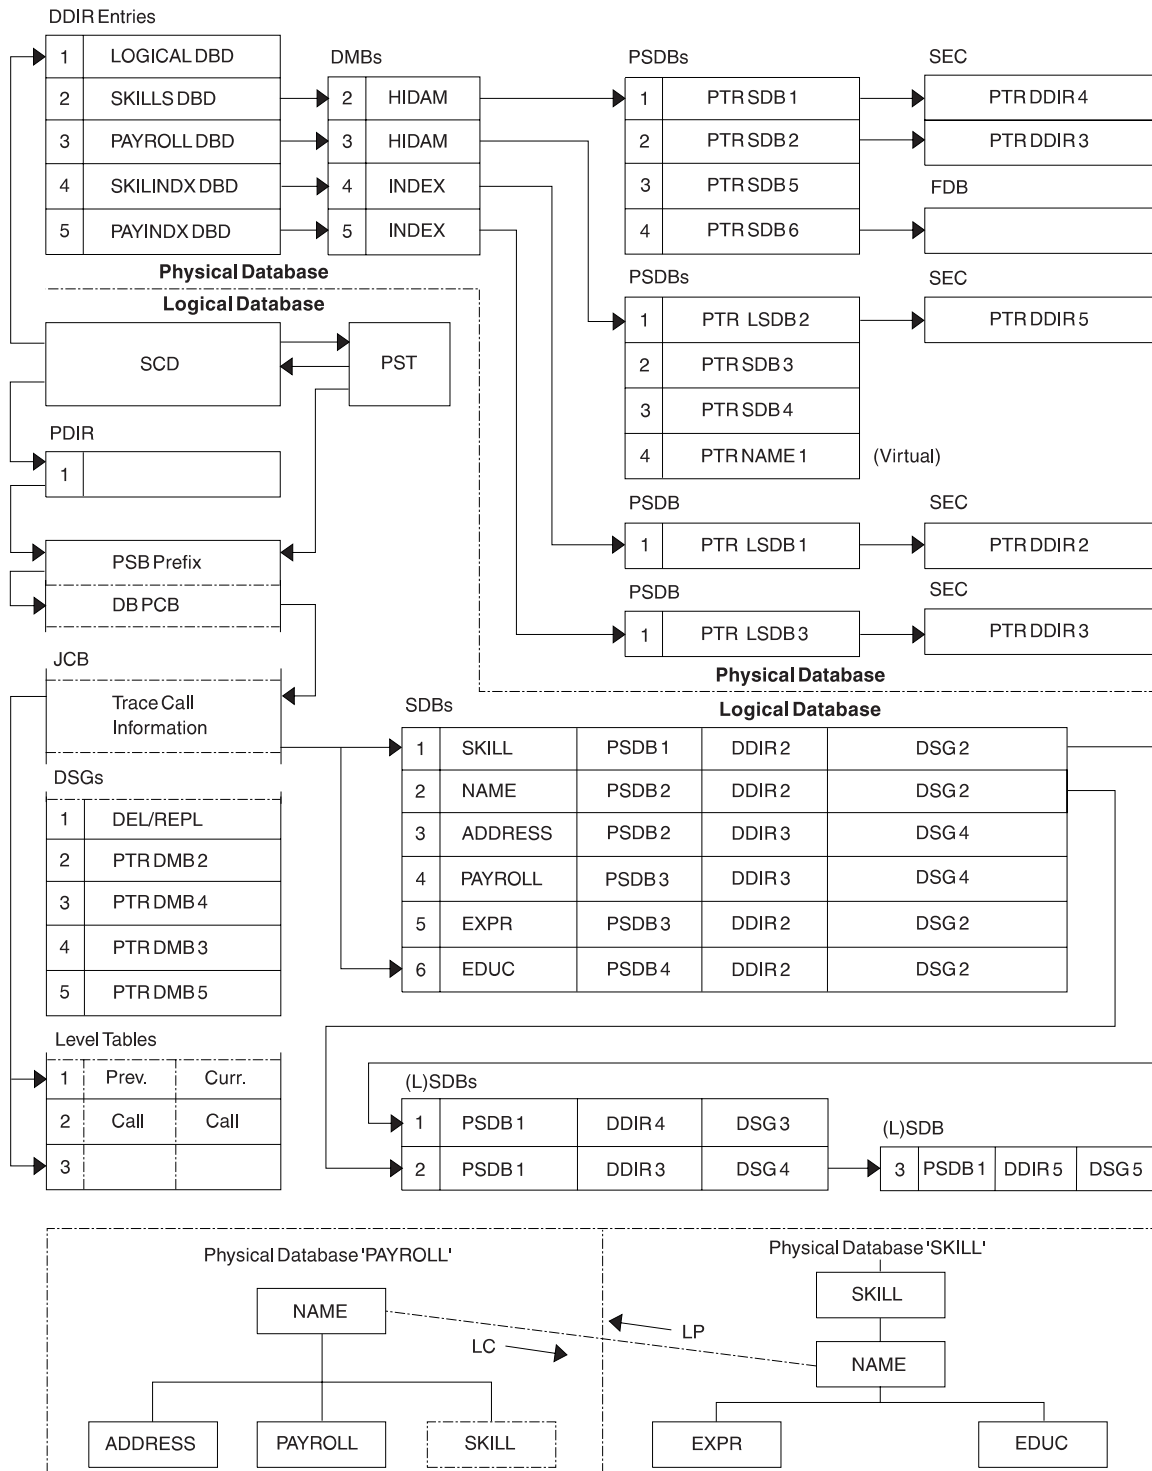 DDIR Entries
1 LOGICAL DBD
2 SKILLS DBD
3 PAYROLL DBD
4 SKILINDX DBD
5 PAYINDX DBD
DMBs
2 HIDAM
3 HIDAM
4 INDEX
5 INDEX
PSDBs
1 PTR SDB 1
2 PTR SDB 2
3 PTR SDB 5
4 PTR SDB 6
SEC
PTR DDIR 4
PTR DDIR 3
FDB
Physical Database
Logical Database
PSDBs
1 PTR LSDB 2
2 PTR SDB 3
3 PTR SDB 4
4 PTR NAME 1 (Virtual)
SEC
PTR DDIR 5
SCD
PST
PDIR
1
PSDB
1 PTR LSDB 1
SEC
PTR DDIR 2
PSB Prefix
DB PCB
PSDB
1 PTR LSDB 3
SEC
PTR DDIR 3
Physical Database
Logical Database
JCB
Trace Call
Information
SDBs
1 SKILL PSDB 1 DDIR 2 DSG 2
2 NAME PSDB 2 DDIR 2 DSG 2
3 ADDRESS PSDB 2 DDIR 3 DSG 4
4 PAYROLL PSDB 3 DDIR 3 DSG 4
5 EXPR PSDB 3 DDIR 2 DSG 2
6 EDUC PSDB 4 DDIR 2 DSG 2
DSGs
1 DEL/REPL
2 PTR DMB 2
3 PTR DMB 4
4 PTR DMB 3
5 PTR DMB 5
Level Tables
1 Prev. Curr.
2 Call Call
3
(L)SDBs
1 PSDB 1 DDIR 4 DSG 3
2 PSDB 1 DDIR 3 DSG 4
(L)SDB
3 PSDB 1 DDIR 5 DSG 5
Physical Database 'PAYROLL'
NAME
LC
ADDRESS
PAYROLL
SKILL
Physical Database 'SKILL'
SKILL
LP
NAME
EXPR
EDUC